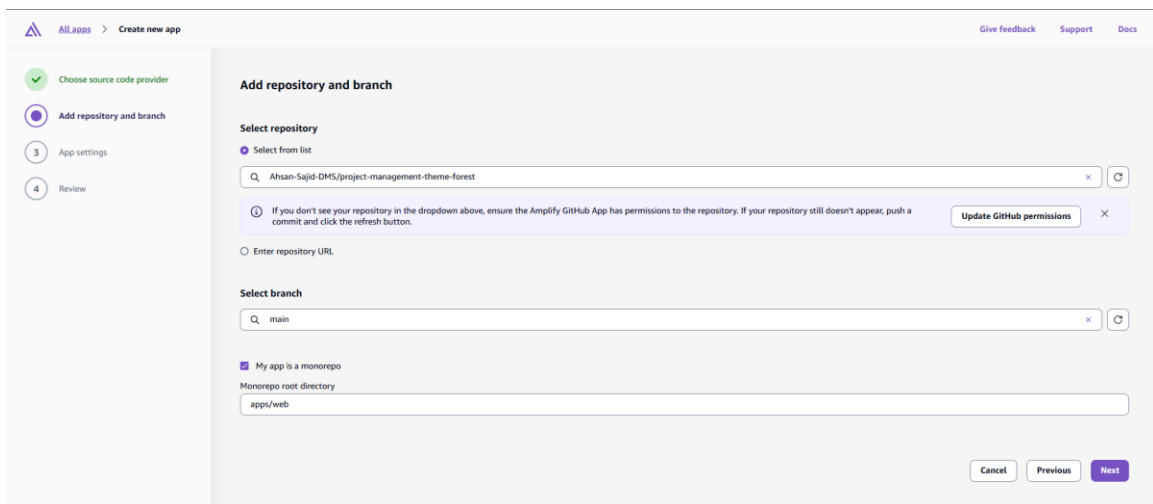 All apps > Create new app
Give feedback Support Docs
Choose source code provider
Add repository and branch
3 App settings
4 Review
Add repository and branch
Select repository
Select from list
Ahsan-Sajid-DMS/project-management-theme-forest
If you don't see your repository in the dropdown above, ensure the Amplify GitHub App has permissions to the repository. If your repository still doesn't appear, push a
commit and click the refresh button.
Update GitHub permissions
Enter repository URL
Select branch
main
My app is a monorepo
Monorepo root directory
apps/web
Cancel Previous Next